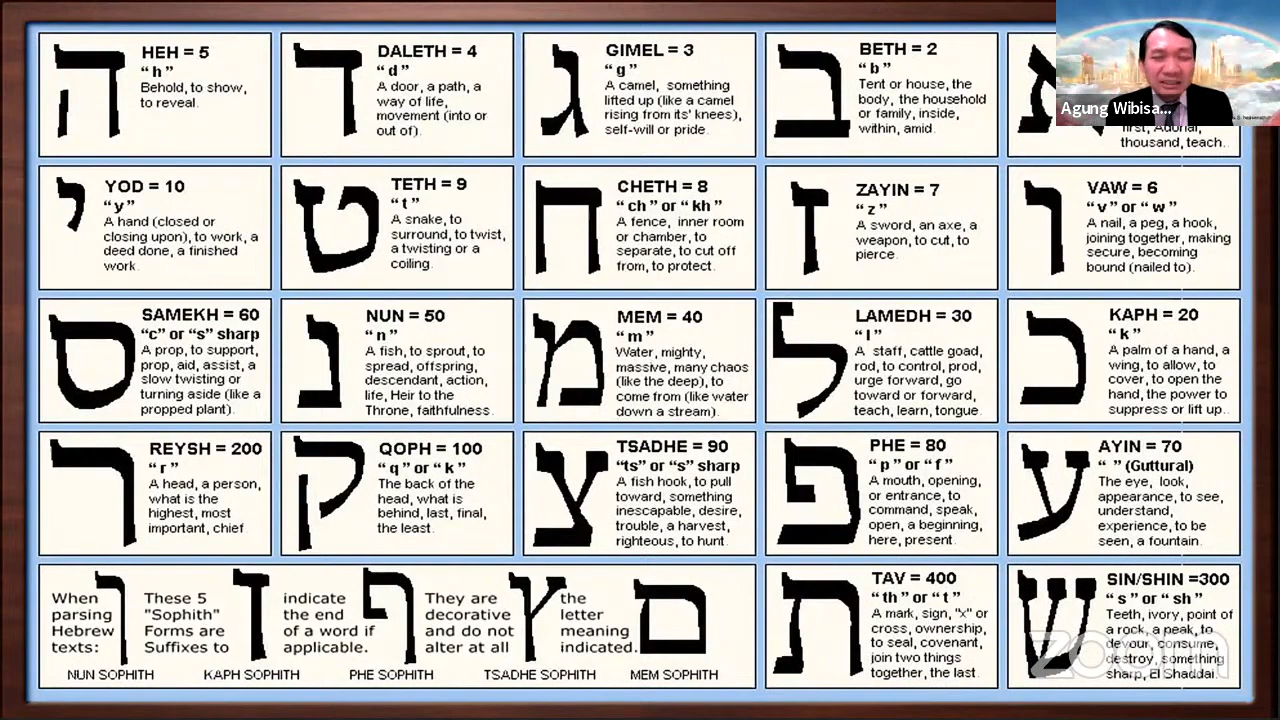 ה
HEH = 5
“ h ”
Behold, to show,
to reveal.
ד
DALETH = 4
“ d ”
A door, a path, a
way of life,
movement (into or
out of).
ג
GIMEL = 3
“ g ”
A camel, something
lifted up (like a camel
rising from its' knees),
self-will or pride.
ב
BETH = 2
“ b ”
Tent or house, the
body, the household
or family, inside,
within, amid.
first, Adonai,
thousand, teach..
Agung Wibisa...
י
YOD = 10
“ y ”
A hand (closed or
closing upon), to work, a
deed done, a finished
work.
ט
TETH = 9
“ t ”
A snake, to
surround, to twist,
a twisting or a
coiling.
ח
CHETH = 8
“ ch ” or “ kh ”
A fence, inner room
or chamber, to
separate, to cut off
from, to protect.
ז
ZAYIN = 7
“ z ”
A sword, an axe, a
weapon, to cut, to
pierce.
ו
VAW = 6
“ v ” or “ w ”
A nail, a peg, a hook,
joining together, making
secure, becoming
bound (nailed to).
ס
SAMEKH = 60
“c” or “s” sharp
A prop, to support,
prop, aid, assist, a
slow twisting or
turning aside (like a
propped plant).
נ
NUN = 50
“ n ”
A fish, to sprout, to
spread, offspring,
descendant, action,
life, Heir to the
Throne, faithfulness.
מ
MEM = 40
“ m ”
Water, mighty,
massive, many chaos
(like the deep), to
come from (like water
down a stream).
ל
LAMEDH = 30
“ l ”
A staff, cattle goad,
rod, to control, prod,
urge forward, go
toward or forward,
teach, learn, tongue.
כ
KAPH = 20
“ k ”
A palm of a hand, a
wing, to allow, to
cover, to open the
hand, the power to
suppress or lift up..
ר
REYSH = 200
“ r ”
A head, a person,
what is the
highest, most
important, chief
ק
QOPH = 100
“ q ” or “ k ”
The back of the
head, what is
behind, last, final,
the least.
צ
TSADHE = 90
“ts” or “s” sharp
A fish hook, to pull
toward, something
inescapable, desire,
trouble, a harvest,
righteous, to hunt.
פ
PHE = 80
“ p ” or “ f ”
A mouth, opening,
or entrance, to
command, speak,
open, a beginning,
here, present.
ע
AYIN = 70
“ ” (Guttural)
The eye, look,
appearance, to see,
understand,
experience, to be
seen, a fountain.
When
parsing
Hebrew
texts:
ן
These 5
"Sophith"
Forms are
Suffixes to
ך
indicate
the end
of a word if
applicable.
ף
They are
decorative
and do not
alter at all
ץ
the
letter
meaning
indicated.
ם
NUN SOPHITH
KAPH SOPHITH
PHE SOPHITH
TSADHE SOPHITH
MEM SOPHITH
ת
TAV = 400
“ th ” or “ t ”
A mark, sign, "x" or
cross, ownership,
to seal, covenant,
join two things
together, the last.
ש
SIN/SHIN =300
“ s ” or “ sh ”
Teeth, ivory, point of
a rock, a peak, to
devour, consume,
destroy, something
sharp, El Shaddai.
zoom